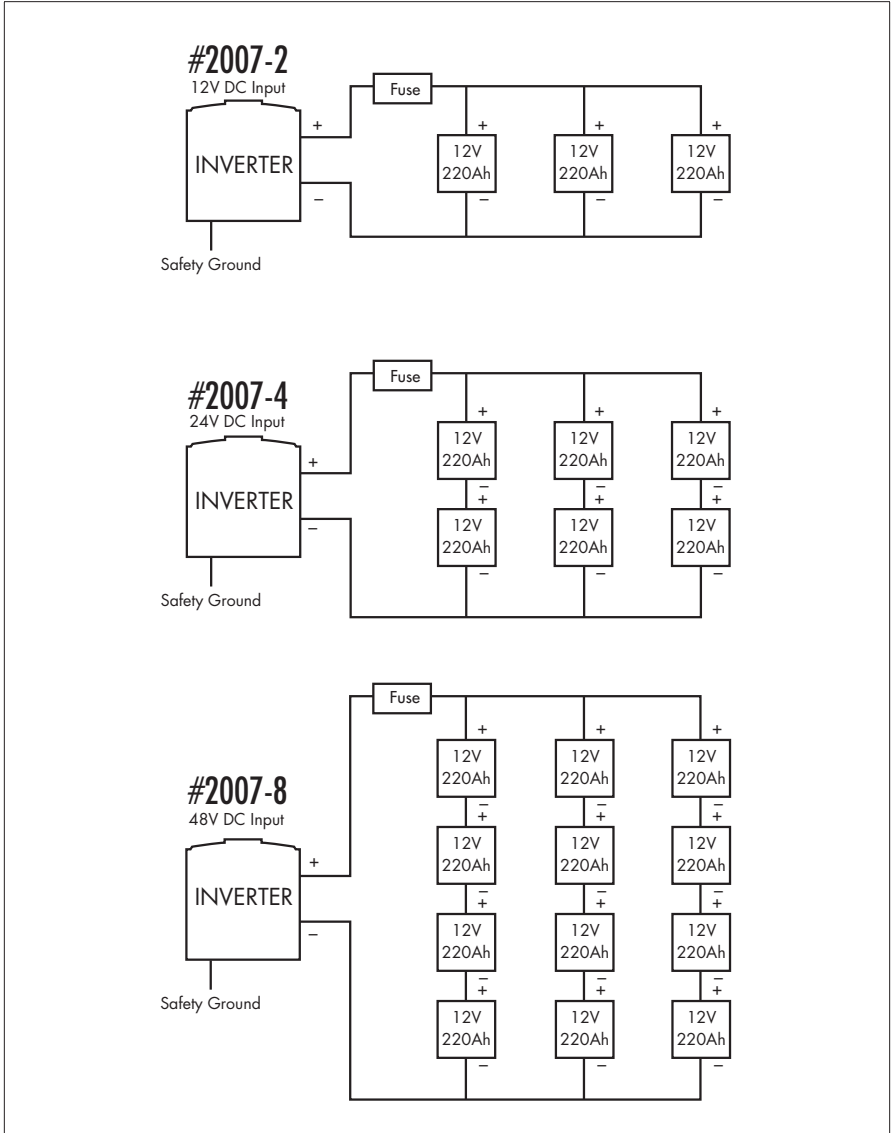 #2007-2
12V DC Input
Fuse
+
+ + +
INVERTER
12V 12V 12V
220Ah 220Ah 220Ah
–
– – –
Safety Ground
Fuse
#2007-4
24V DC Input
+ + +
12V 12V 12V
220Ah 220Ah 220Ah
+
INVERTER
– – –
+ + +
12V 12V 12V
220Ah 220Ah 220Ah
–
– – –
Safety Ground
Fuse
+ + +
12V 12V 12V
220Ah 220Ah 220Ah
#2007-8
48V DC Input
– – –
+ + +
12V 12V 12V
220Ah 220Ah 220Ah
+
INVERTER
– – –
+ + +
12V 12V 12V
220Ah 220Ah 220Ah
–
– – –
+ + +
Safety Ground
12V 12V 12V
220Ah 220Ah 220Ah
– – –